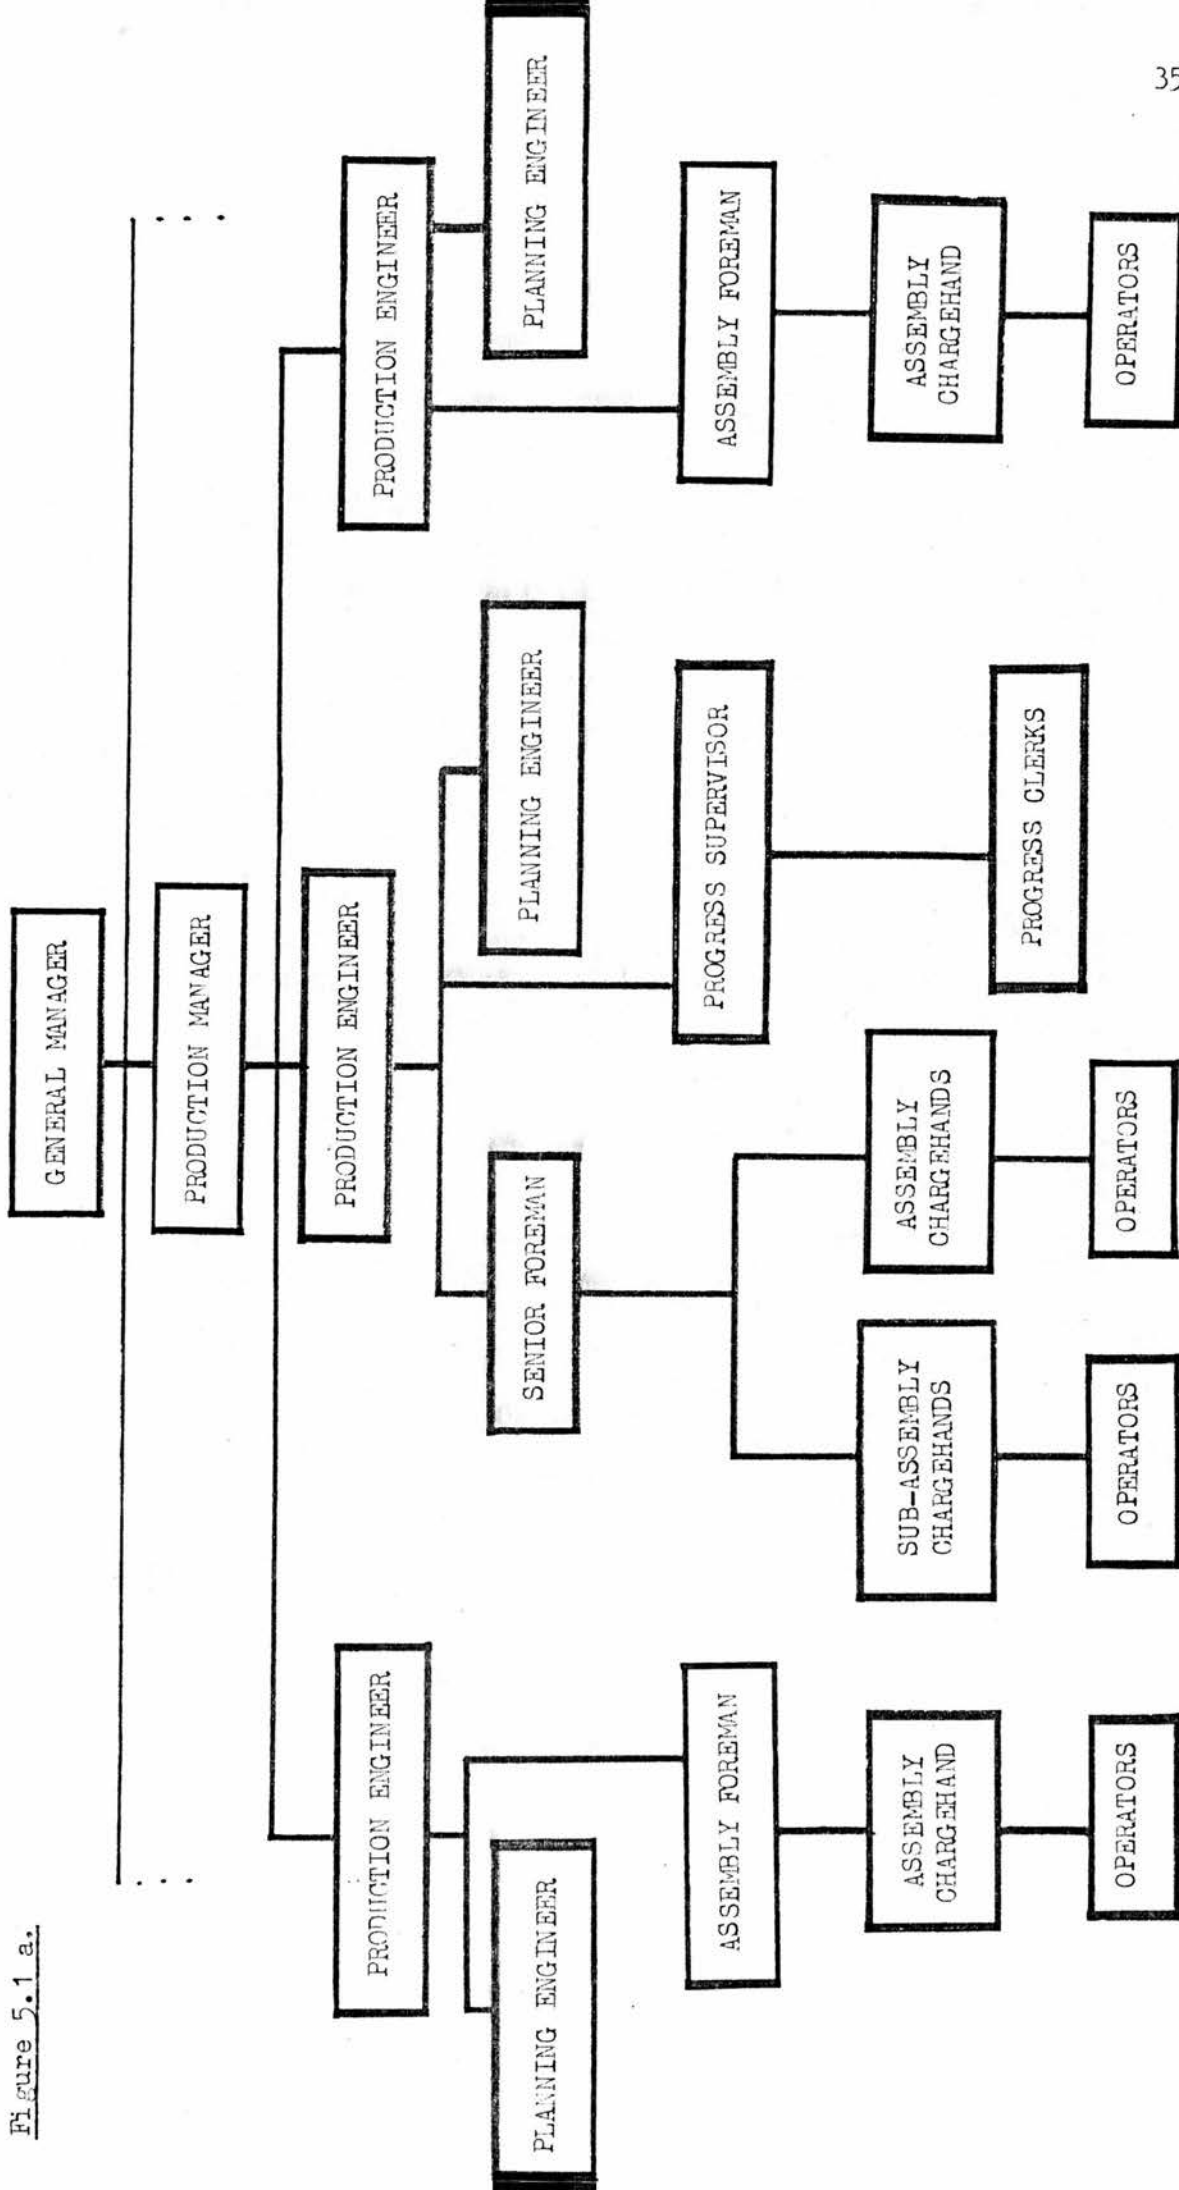 35
Figure 5.1 a.
GENERAL MANAGER
PRODUCTION MANAGER
PRODUCTION ENGINEER
PRODUCTION ENGINEER
PRODUCTION ENGINEER
PLANNING ENGINEER
SENIOR FOREMAN
PLANNING ENGINEER
PLANNING ENGINEER
ASSEMBLY FOREMAN
PROGRESS SUPERVISOR
ASSEMBLY FOREMAN
ASSEMBLY
CHARGEHAND
SUB-ASSEMBLY
CHARGEHANDS
ASSEMBLY
CHARGEHANDS
ASSEMBLY
CHARGEHAND
PROGRESS CLERKS
OPERATORS
OPERATORS
OPERATORS
OPERATORS